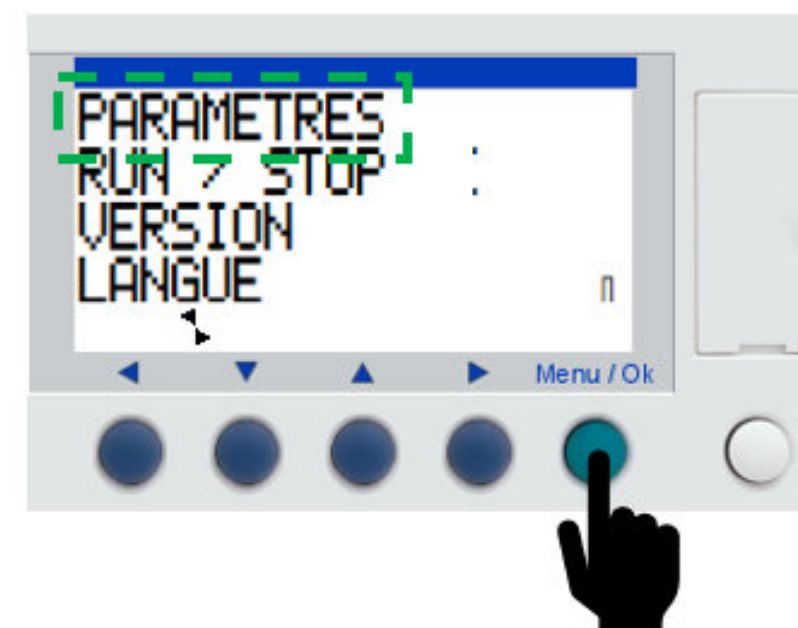 PARAMETRES
RUN / STOP :
VERSION
LANGUE
Menu / Ok